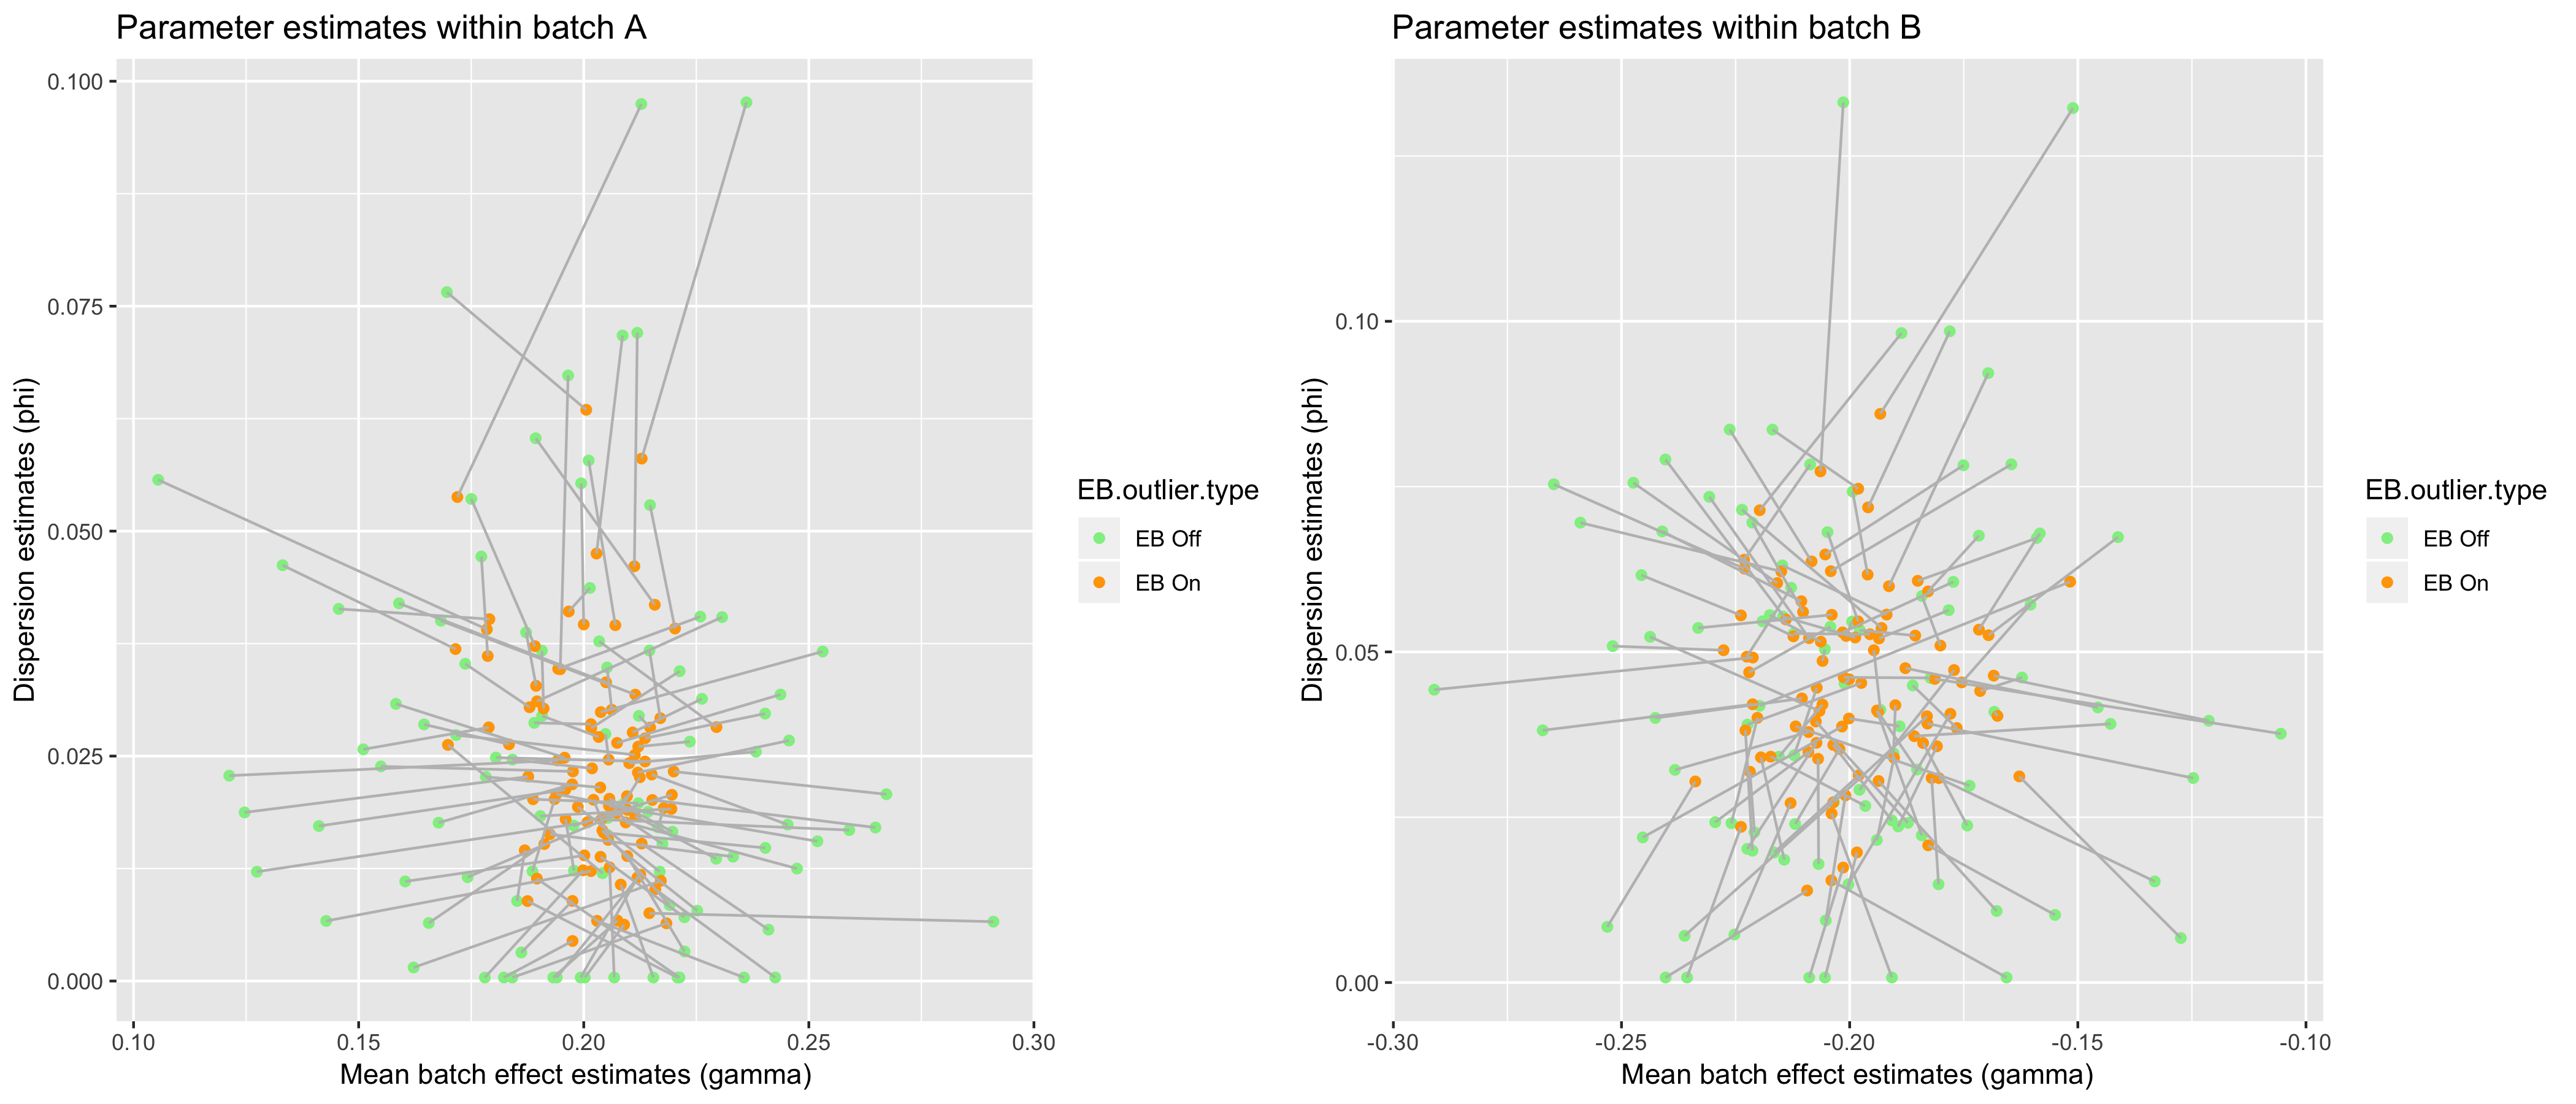 Parameter estimates within batch A
Dispersion estimates (phi)
0.100
0.075
0.050
0.025
0.000
0.10
0.15
0.20
0.25
0.30
Mean batch effect estimates (gamma)
EB.outlier.type
EB Off
EB On
Parameter estimates within batch B
Dispersion estimates (phi)
0.10
0.05
0.00
-0.30
-0.25
-0.20
-0.15
-0.10
Mean batch effect estimates (gamma)
EB.outlier.type
EB Off
EB On